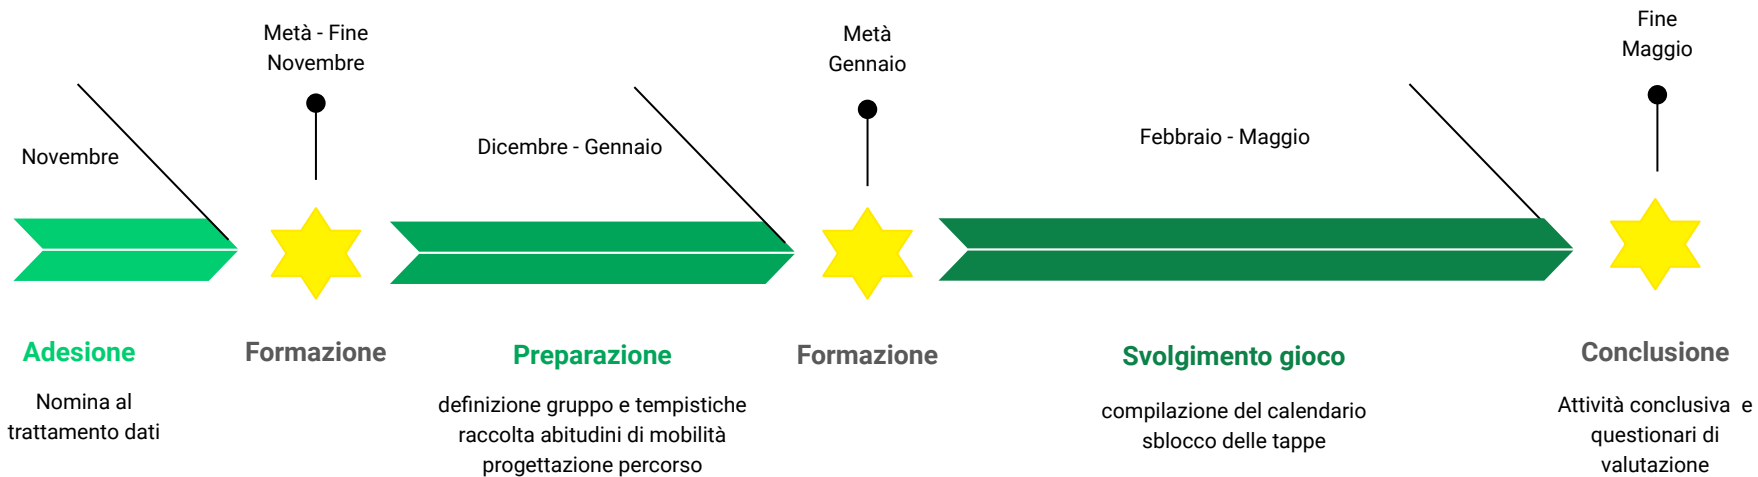 Novembre
Metà - Fine
Novembre
Dicembre - Gennaio
Metà
Gennaio
Febbraio - Maggio
Fine
Maggio
Adesione
Nomina al
trattamento dati
Formazione
Preparazione
definizione gruppo e tempistiche
raccolta abitudini di mobilità
progettazione percorso
Formazione
Svolgimento gioco
compilazione del calendario
sblocco delle tappe
Conclusione
Attività conclusiva e
questionari di
valutazione